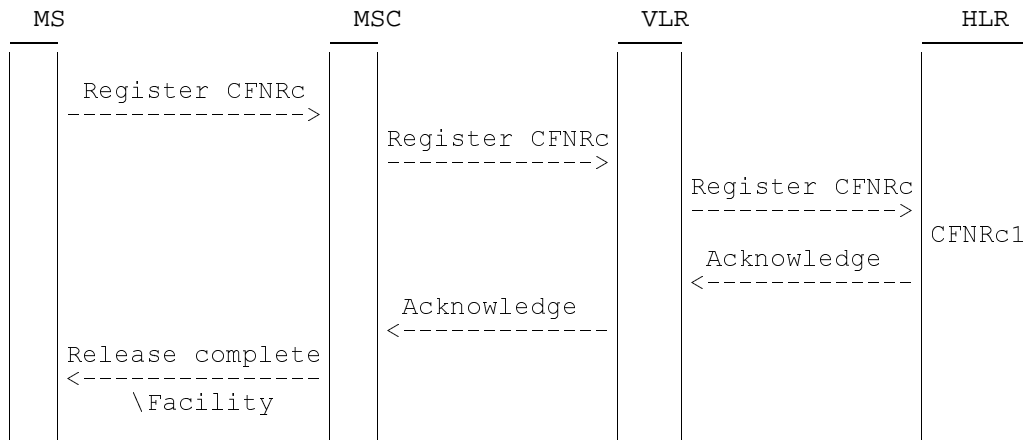 MS MSC VLR HLR
Register CFNRc
--------------->
Register CFNRc
------------->
Register CFNRc
------------->
CFNRc1
Acknowledge
<-------------
Acknowledge
<-------------
Release complete
<---------------
\Facility